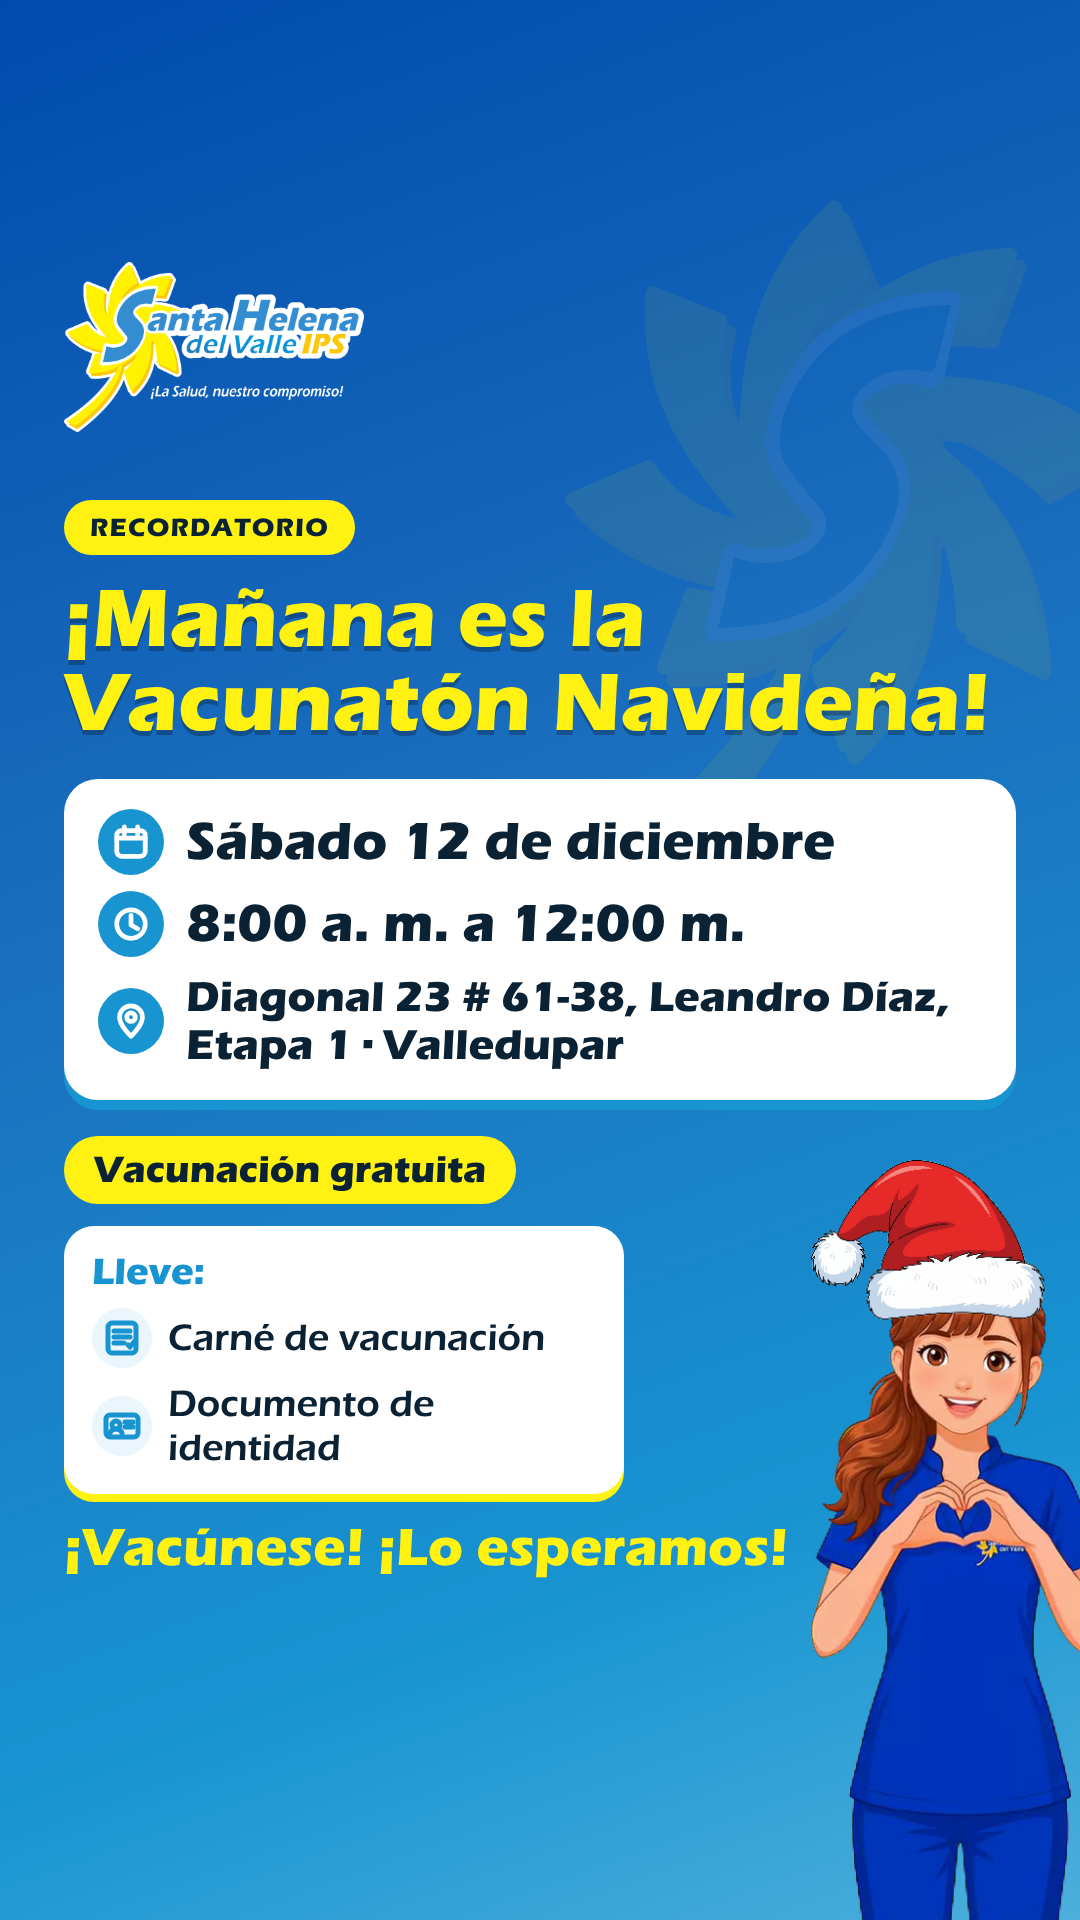 Santa Helena
del Valle IPS
¡La Salud, nuestro compromiso!
RECORDATORIO
¡Mañana es la
Vacunatón Navideña!
Sábado 12 de diciembre
8:00 a. m. a 12:00 m.
Diagonal 23 # 61-38, Leandro Díaz,
Etapa 1 · Valledupar
Vacunación gratuita
Lleve:
Carné de vacunación
Documento de
identidad
¡Vacúnese! ¡Lo esperamos!
del Valle